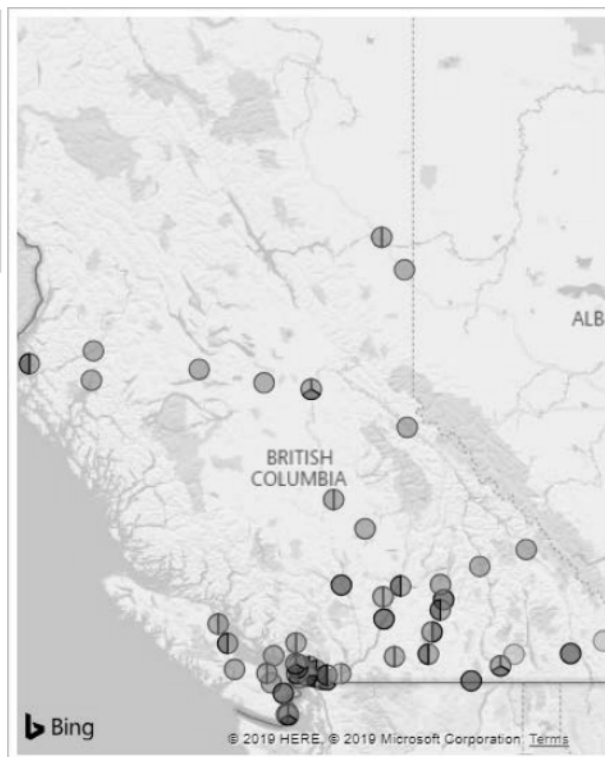 ALB
BRITISH
COLUMBIA
Bing
© 2019 HERE, © 2019 Microsoft Corporation Terms